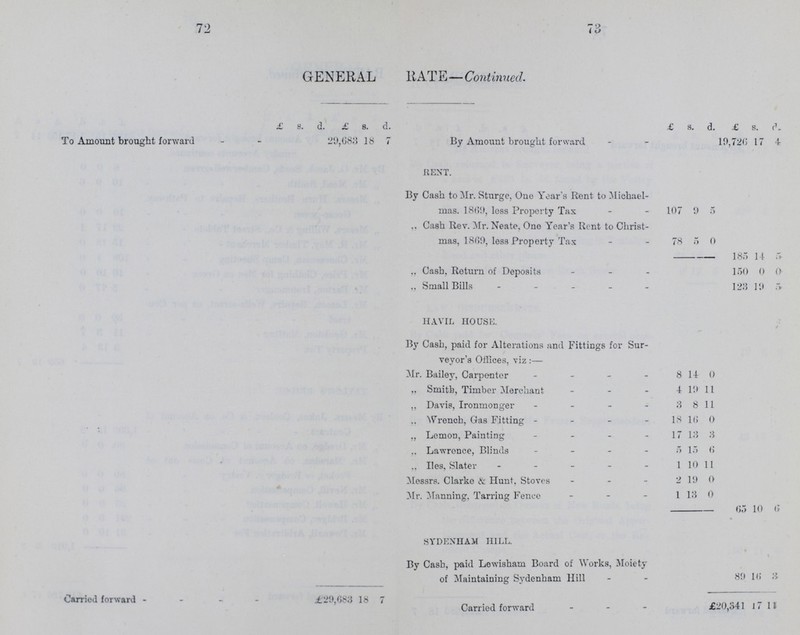 72
73
GENERAL RATE—Continued.
£ s. d. £ s. d.
To Amount brought forward - - 29,683 18 7
Carried forward - - - - £29,683 18 7
£ s. d. £ s. d.
By Amount brought forward - - 19,726 17 4
RENT.
By Cash to Mr. Sturge, One Year's Rent to Michael-
mas, 1869, less Property Tax - - 107 9 5
,, Cash Rev. Mr. Neate, One Year's Rent to Christ-
mas, 1869, less Property Tax - - 78 5 0
185 14 5
,, Cash, Return of Deposits - - - 150 0 0
,, Small Bills - - - - - 123 19 5
HAVIL HOUSE.
By Cash, paid for Alterations and Fittings for Sur-
veyor's Offices, viz :—
Mr. Bailey, Carpenter - - - - 8 14 0
,, Smith, Timber Merchant - - - 4 19 11
,, Davis, Ironmonger - - - - 3 8 11
,, Wrench, Gas Fitting - - - - 18 16 0
,, Lemon, Painting - - - - 17 13 3
,, Lawrence, Blinds - - - - 5 15 6
,, Iles, Slater - - - - - 1 10 11
Messrs. Clarke & Hunt, Stoves - - - 2 19 0
Mr. Manning, Tarring Fence - - - 1 13 0
65 10 6
SYDENHAM HILL.
By Cash, paid Lewisham Board of Works, Moiety
of Maintaining Sydenham Hill - - 89 16 3
Carried forward - - - £20,341 17 11